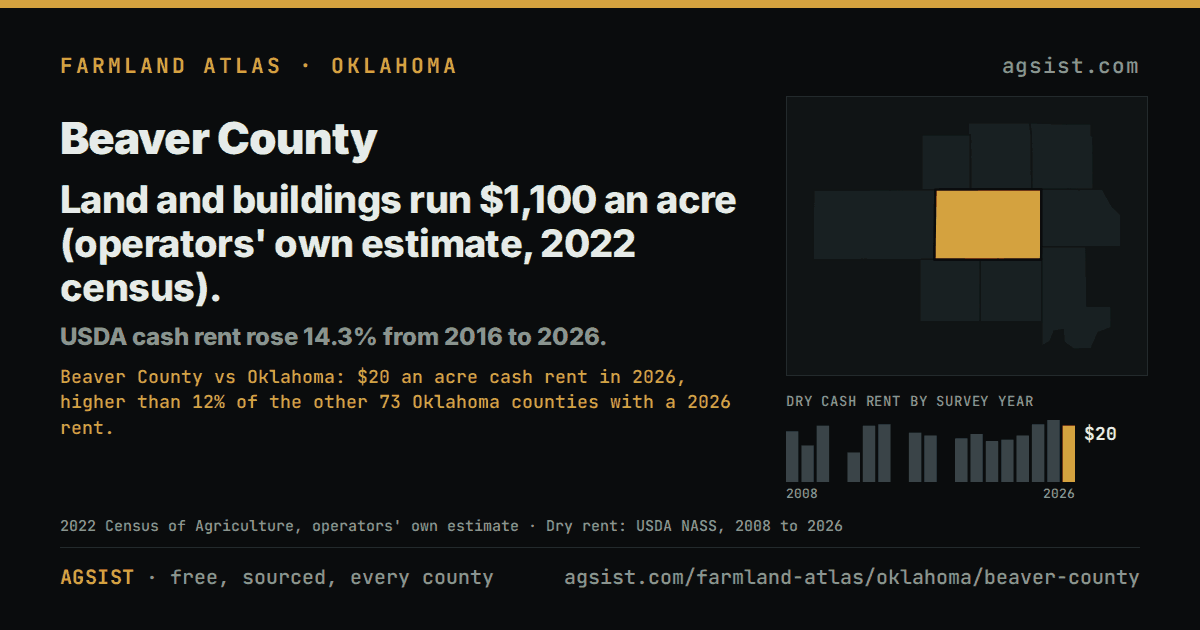 FARMLAND ATLAS · OKLAHOMA
agsist.com
Beaver County
Land and buildings run $1,100 an acre
(operators' own estimate, 2022
census).
USDA cash rent rose 14.3% from 2016 to 2026.
Beaver County vs Oklahoma: $20 an acre cash rent in 2026,
higher than 12% of the other 73 Oklahoma counties with a 2026
rent.
DRY CASH RENT BY SURVEY YEAR
$20
2008
2026
2022 Census of Agriculture, operators' own estimate · Dry rent: USDA NASS, 2008 to 2026
AGSIST · free, sourced, every county
agsist.com/farmland-atlas/oklahoma/beaver-county